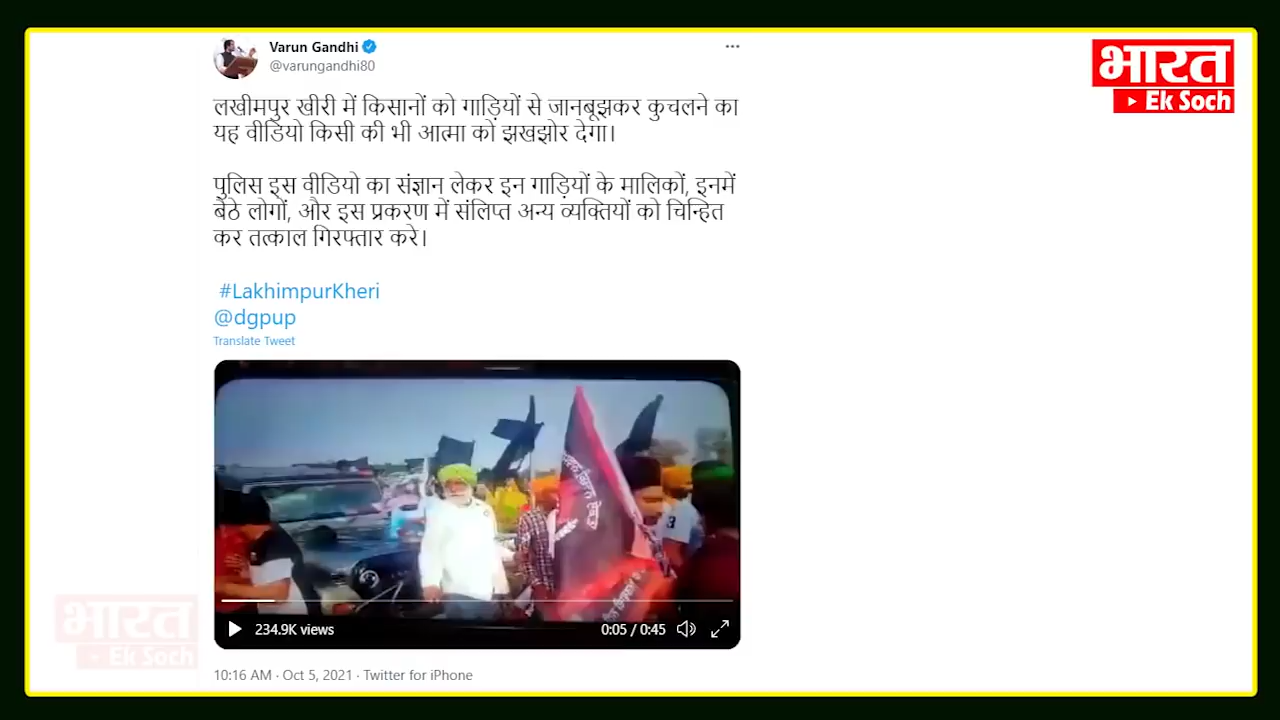 Varun Gandhi
@varungandhi80
भारत
Ek Soch
लखीमपुर खीरी में किसानों को गाड़ियों से जानबूझकर कुचलने का
यह वीडियो किसी की भी आत्मा को झखझोर देगा।
पुलिस इस वीडियो का संज्ञान लेकर इन गाड़ियों के मालिकों, इनमें
बैठे लोगों, और इस प्रकरण में संलिप्त अन्य व्यक्तियों को चिन्हित
कर तत्काल गिरफ्तार करे।
#LakhimpurKheri
@dgpup
Translate Tweet
3
234.9K views
0:05 / 0:45
भारत
Ek Soch
10:16 AM · Oct 5, 2021 · Twitter for iPhone